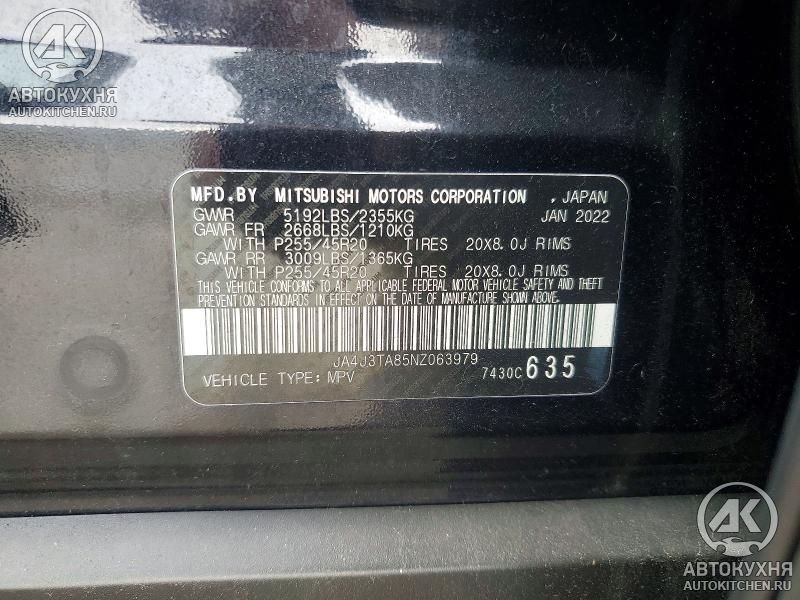 АК
АВТОКУХНЯ
AUTOKITCHEN.RU
MFD.BY MITSUBISHI MOTORS CORPORATION , JAPAN
GVWR 5192LBS/2355KG JAN 2022
GAWR FR 2668LBS/1210KG
WITH P255/45R20 TIRES 20X8.0J RIMS
GAWR RR 3009LBS/1365KG
WITH P255/45R20 TIRES 20X8.0J RIMS
THIS VEHICLE CONFORMS TO ALL APPLICABLE FEDERAL MOTOR VEHICLE SAFETY AND THEFT
PREVENTION STANDARDS IN EFFECT ON THE DATE OF MANUFACTURE SHOWN ABOVE.
JA4J3TA85NZ063979
VEHICLE TYPE: MPV 7430C 635
АК
АВТОКУХНЯ
AUTOKITCHEN.RU